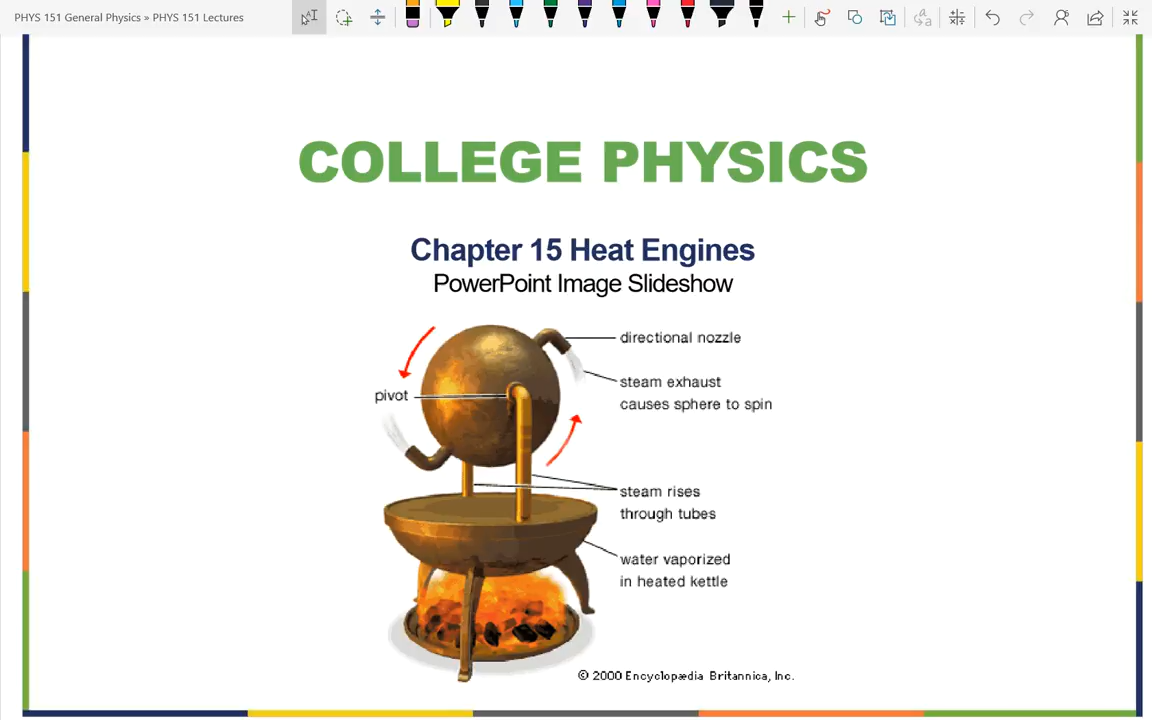 PHYS 151 General Physics » PHYS 151 Lectures
COLLEGE PHYSICS
Chapter 15 Heat Engines
PowerPoint Image Slideshow
directional nozzle
steam exhaust
causes sphere to spin
pivot
steam rises
through tubes
water vaporized
in heated kettle
© 2000 Encyclopædia Britannica, Inc.